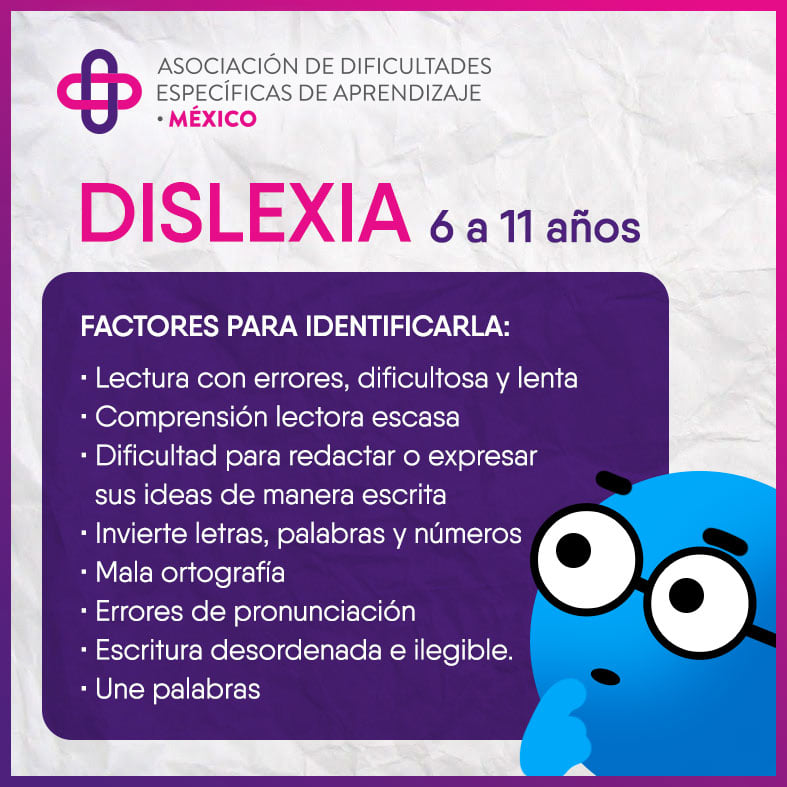 ASOCIACIÓN DE DIFICULTADES
ESPECÍFICAS DE APRENDIZAJE
· MÉXICO
DISLEXIA 6 a 11 años
FACTORES PARA IDENTIFICARLA:
· Lectura con errores, dificultosa y lenta
· Comprensión lectora escasa
· Dificultad para redactar o expresar
sus ideas de manera escrita
· Invierte letras, palabras y números
· Mala ortografía
· Errores de pronunciación
· Escritura desordenada e ilegible.
· Une palabras